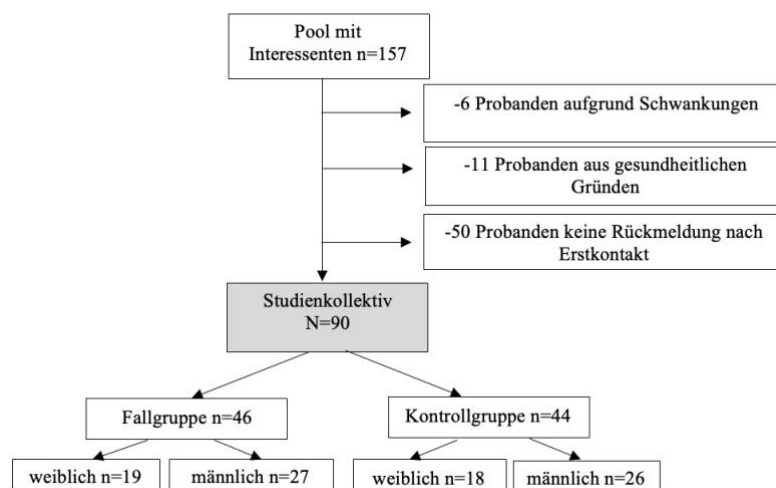 Pool mit
Interessenten n=157
-6 Probanden aufgrund Schwankungen
-11 Probanden aus gesundheitlichen
Gründen
-50 Probanden keine Rückmeldung nach
Erstkontakt
Studienkollektiv
N=90
Fallgruppe n=46
Kontrollgruppe n=44
weiblich n=19
männlich n=27
weiblich n=18
männlich n=26